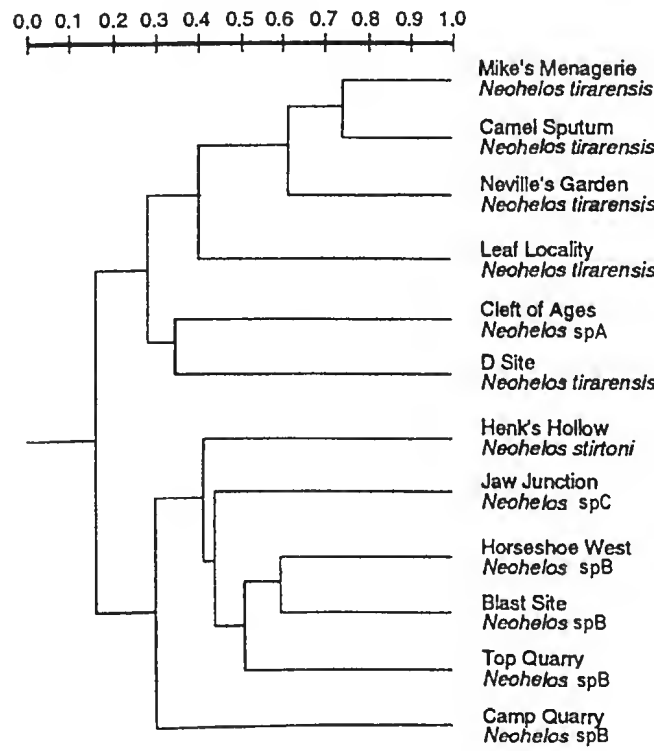 0.0 0.1 0.2 0.3 0.4 0.5 0.6 0.7 0.8 0.9 1.0
Mike's Menagerie
Neohelos tirarensis
Camel Sputum
Neohelos tirarensis
Neville's Garden
Neohelos tirarensis
Leaf Locality
Neohelos tirarensis
Cleft of Ages
Neohelos spA
D Site
Neohelos tirarensis
Henk's Hollow
Neohelos stirtoni
Jaw Junction
Neohelos spC
Horseshoe West
Neohelos spB
Blast Site
Neohelos spB
Top Quarry
Neohelos spB
Camp Quarry
Neohelos spB